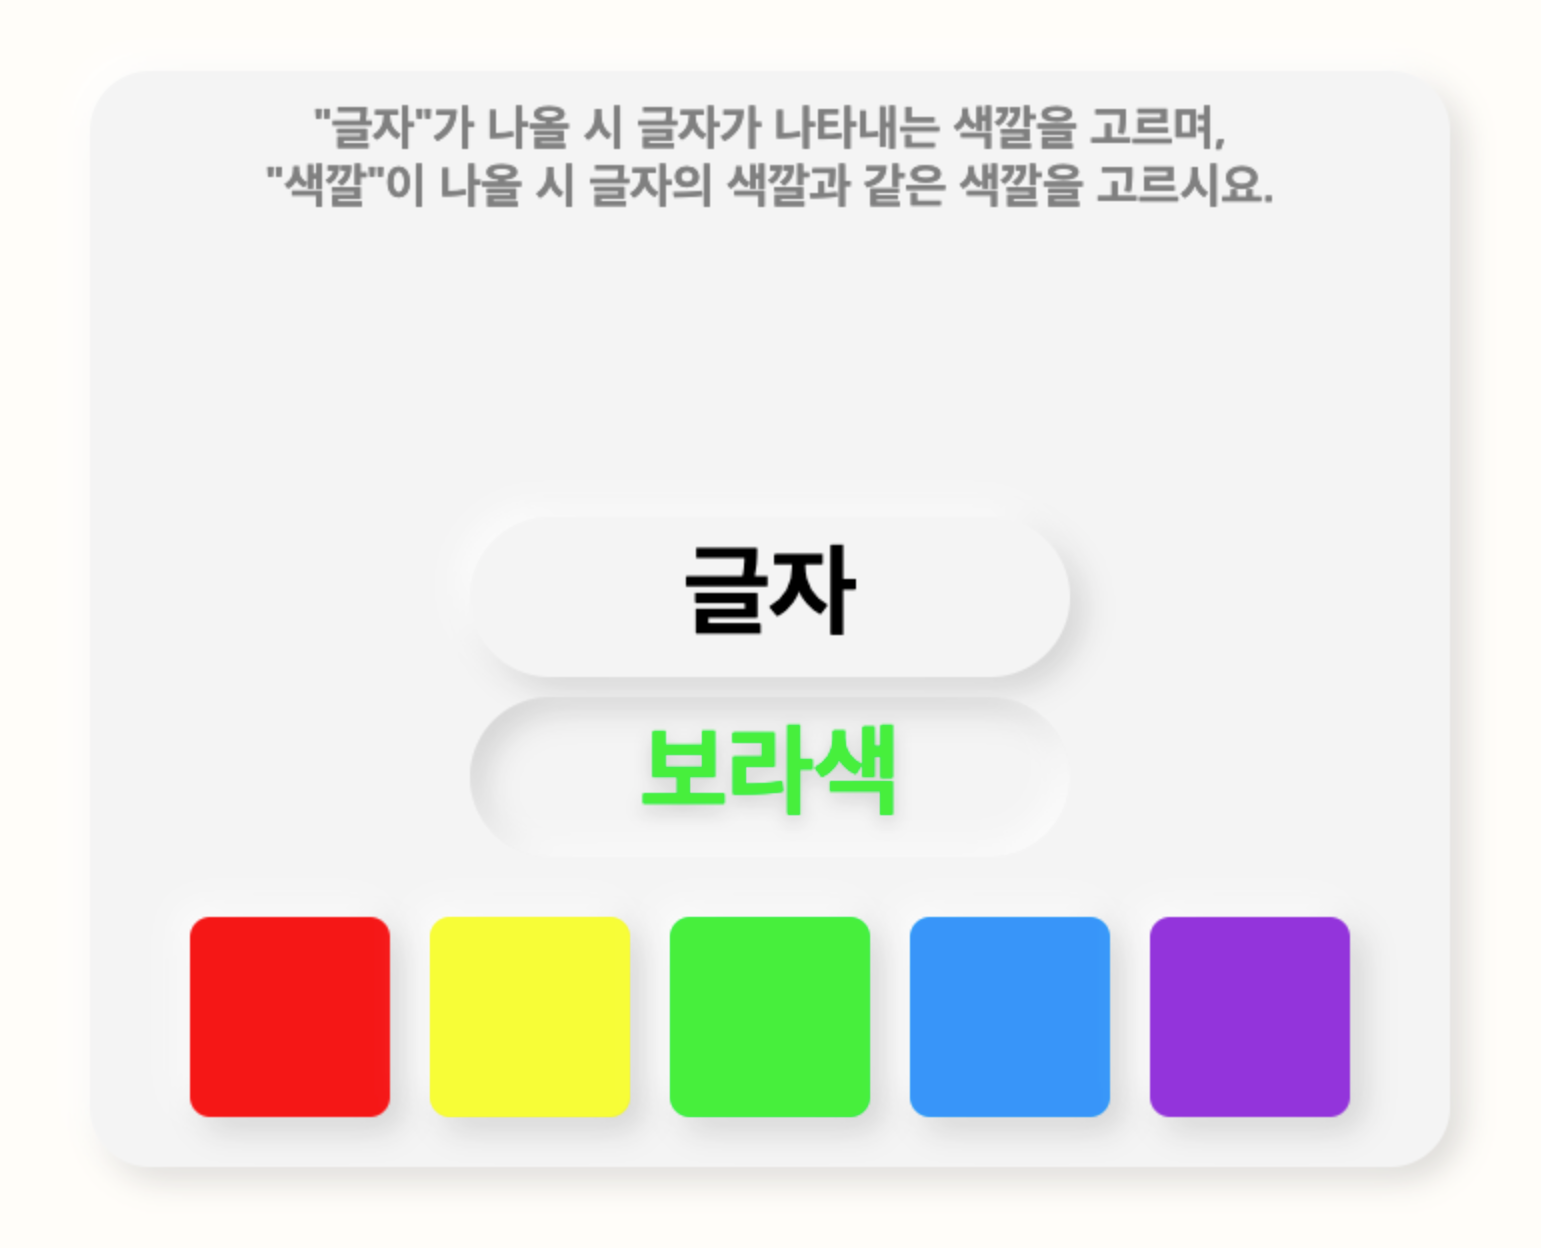 "글자"가 나올 시 글자가 나타내는 색깔을 고르며,
"색깔"이 나올 시 글자의 색깔과 같은 색깔을 고르시요.
글자
보라색